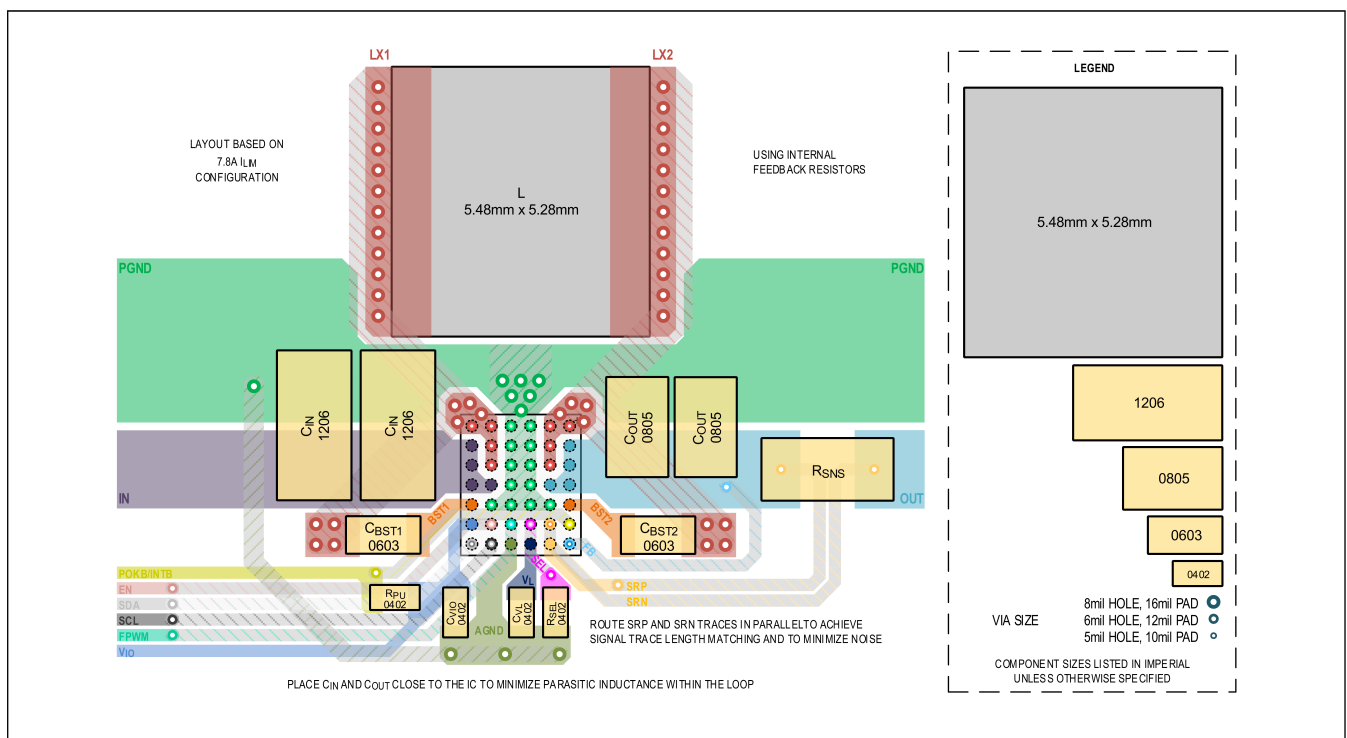 LX1
LX2
LEGEND
LAYOUT BASED ON
7.8A ILIM
CONFIGURATION
USING INTERNAL
FEEDBACK RESISTORS
L
5.48mm x 5.28mm
5.48mm x 5.28mm
PGND
PGND
CIN
1206
CIN
1206
COUT
0805
COUT
0805
RSNS
IN
OUT
BST1
BST2
CBST1
0603
CBST2
0603
FB
SEL
VL
POKB/INTB
EN
SDA
SCL
FPWM
VIO
RPU
0402
CVIO
0402
AGND
CVL
0402
RSEL
0402
SRP
SRN
ROUTE SRP AND SRN TRACES IN PARALLELTO ACHIEVE
SIGNAL TRACE LENGTH MATCHING AND TO MINIMIZE NOISE
PLACE CIN AND COUT CLOSE TO THE IC TO MINIMIZE PARASITIC INDUCTANCE WITHIN THE LOOP
1206
0805
0603
0402
VIA SIZE
8mil HOLE, 16mil PAD
6mil HOLE, 12mil PAD
5mil HOLE, 10mil PAD
COMPONENT SIZES LISTED IN IMPERIAL
UNLESS OTHERWISE SPECIFIED